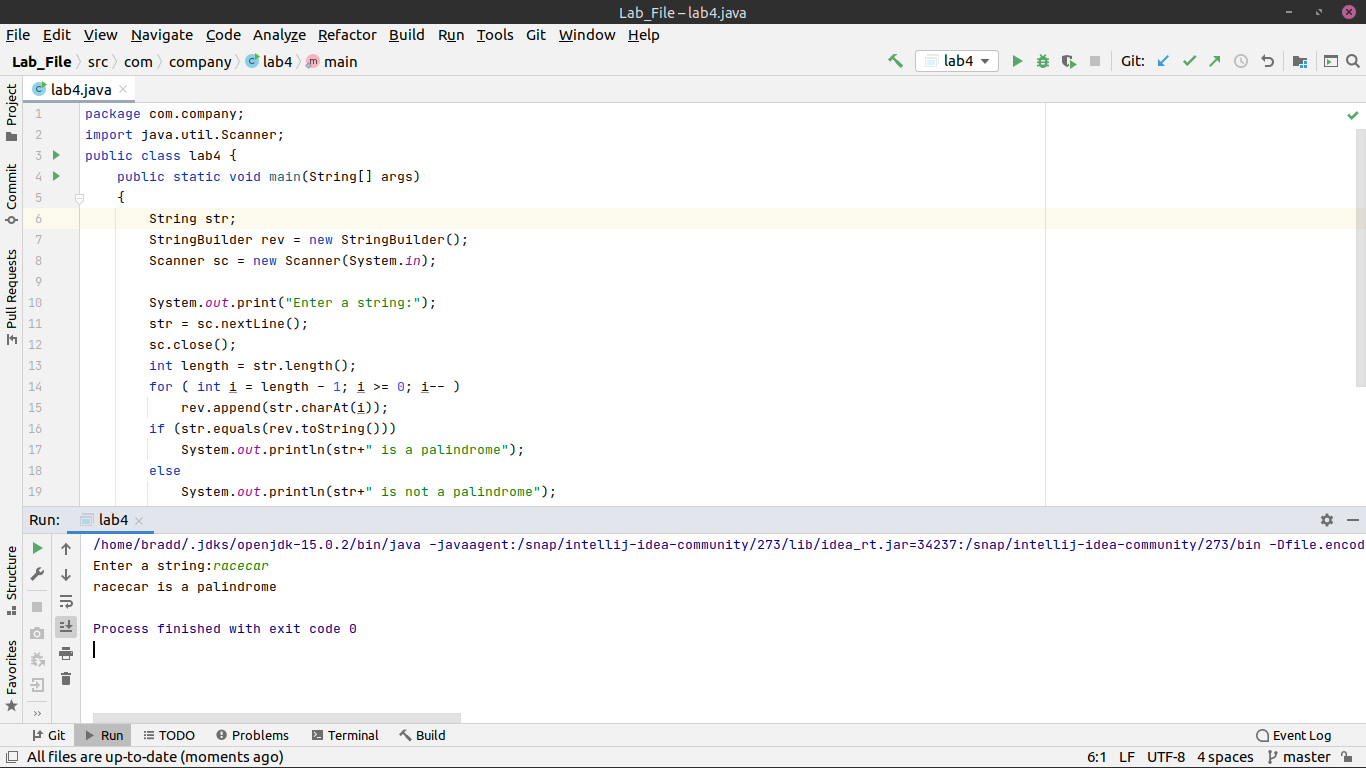 Lab_File – lab4.java
File Edit View Navigate Code Analyze Refactor Build Run Tools Git Window Help
Lab_File src com company lab4 main lab4 Git:
lab4.java
Project
Commit
Pull Requests
1 package com.company;
2 import java.util.Scanner;
3 public class lab4 {
4 public static void main(String[] args)
5 {
6 String str;
7 StringBuilder rev = new StringBuilder();
8 Scanner sc = new Scanner(System.in);
9
10 System.out.print("Enter a string:");
11 str = sc.nextLine();
12 sc.close();
13 int length = str.length();
14 for ( int i = length - 1; i >= 0; i-- )
15 rev.append(str.charAt(i));
16 if (str.equals(rev.toString()))
17 System.out.println(str+" is a palindrome");
18 else
19 System.out.println(str+" is not a palindrome");
Run: lab4
Structure
Favorites
/home/bradd/.jdks/openjdk-15.0.2/bin/java -javaagent:/snap/intellij-idea-community/273/lib/idea_rt.jar=34237:/snap/intellij-idea-community/273/bin -Dfile.encod
Enter a string:racecar
racecar is a palindrome
Process finished with exit code 0
Git Run TODO Problems Terminal Build Event Log
All files are up-to-date (moments ago) 6:1 LF UTF-8 4 spaces master